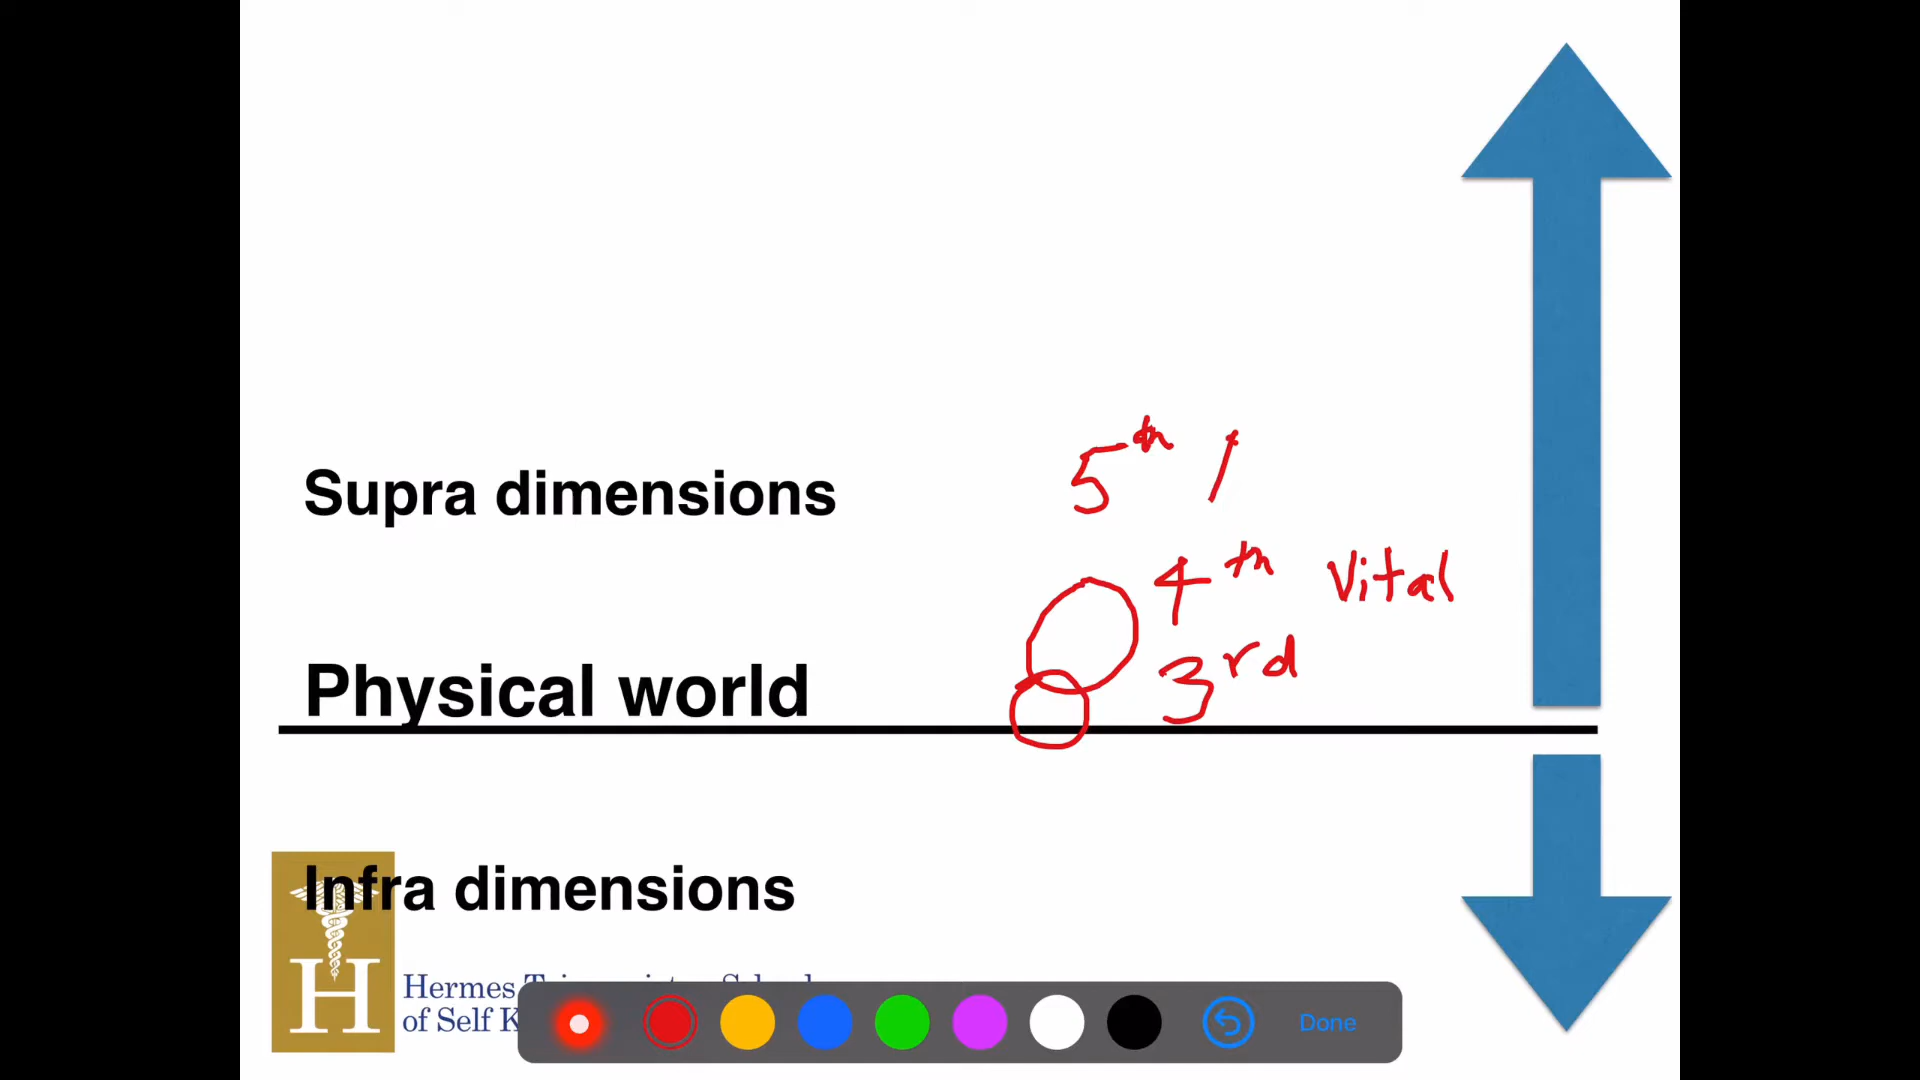 5th /
Supra dimensions
4th Vital
3rd
Physical world
Infra dimensions
H
Hermes
of Self
Done